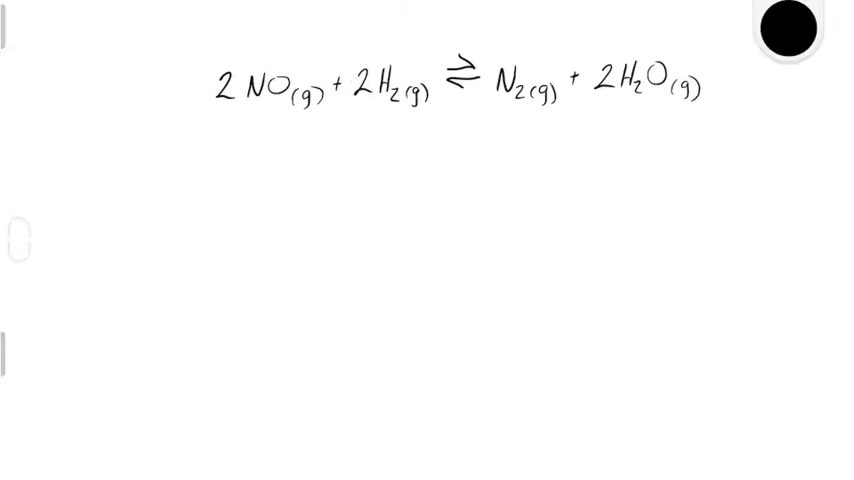 2 NO(g) + 2 H₂(g) ⇌ N₂(g) + 2 H₂O(g)